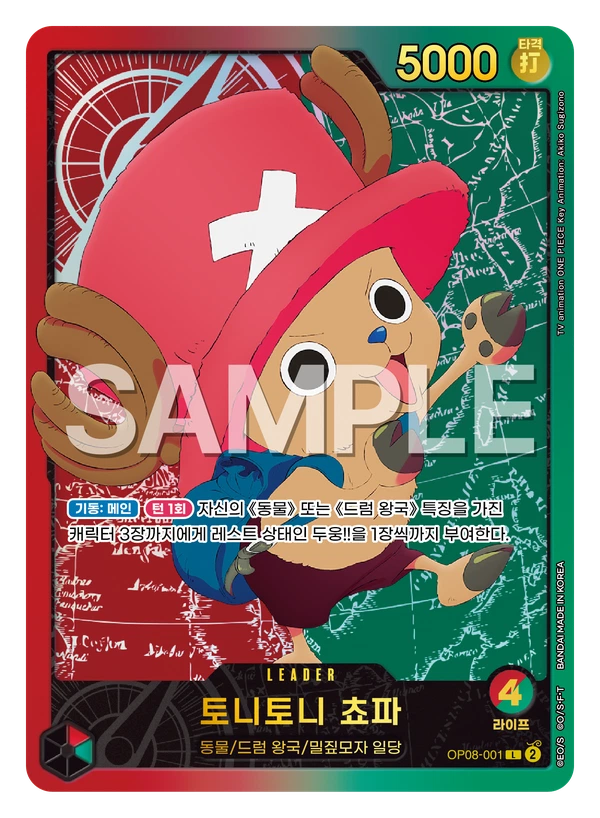 5000
타격
打
TV animation ONE PIECE Key Animation: Akiko Sugizono
SAMPLE
기동: 메인 턴 1회 자신의 《동물》 또는 《드럼 왕국》 특징을 가진
캐릭터 3장까지에게 레스트 상태인 두웅!!을 1장씩까지 부여한다.
LEADER
토니토니 쵸파
동물/드럼 왕국/밀짚모자 일당
4
라이프
OP08-001 L 2
©E.O/S ©O/S·F·T BANDAI MADE IN KOREA